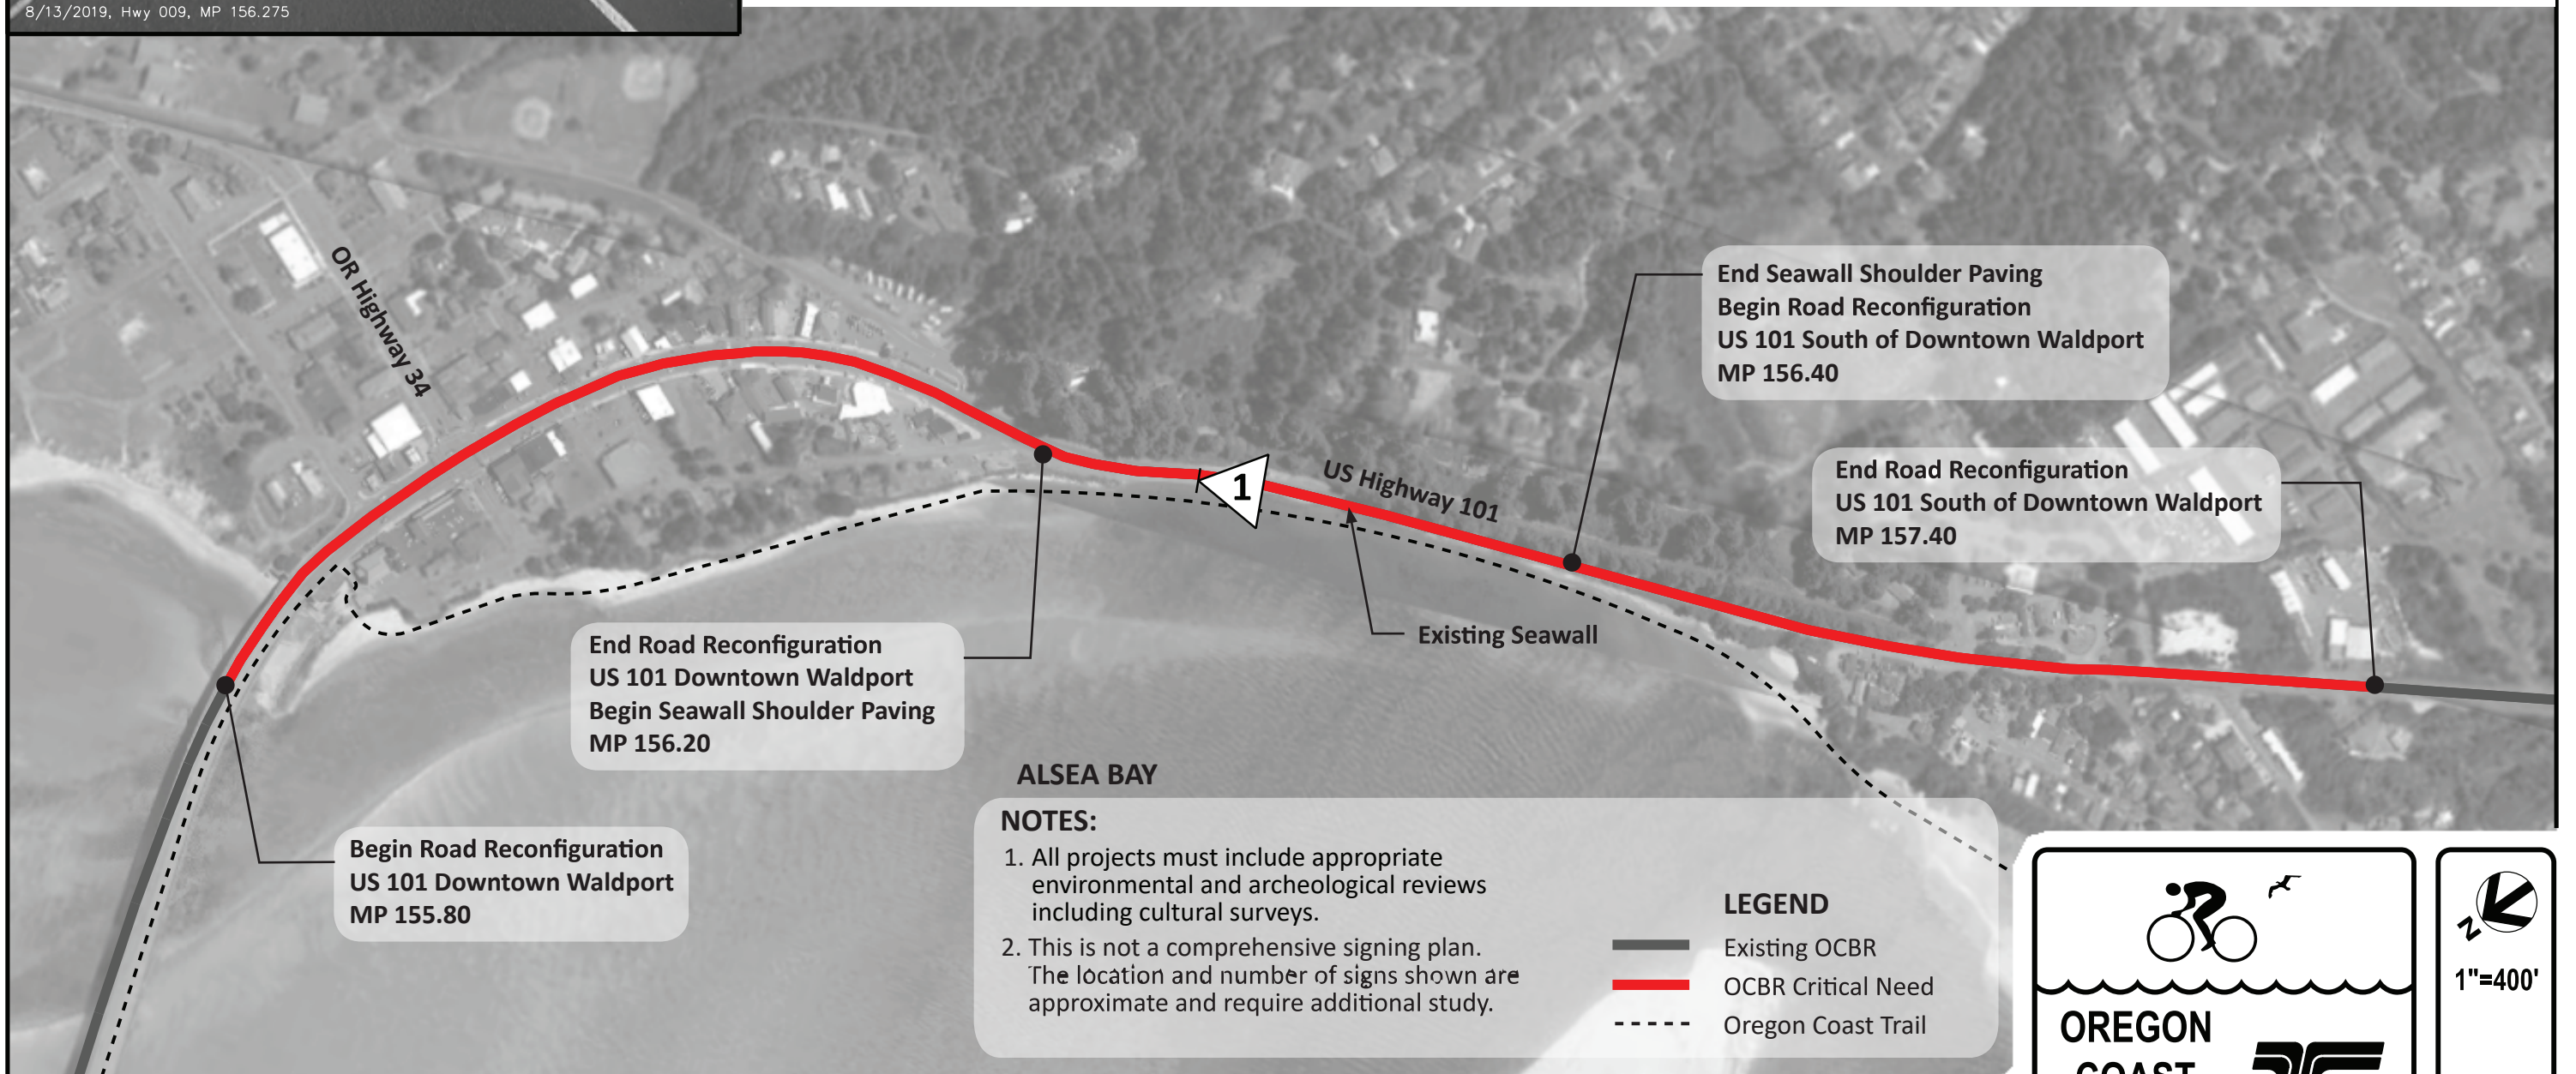 8/13/2019, Hwy 009, MP 156.275
OR Highway 34
End Seawall Shoulder Paving
Begin Road Reconfiguration
US 101 South of Downtown Waldport
MP 156.40
US Highway 101
1
End Road Reconfiguration
US 101 South of Downtown Waldport
MP 157.40
Existing Seawall
End Road Reconfiguration
US 101 Downtown Waldport
Begin Seawall Shoulder Paving
MP 156.20
Begin Road Reconfiguration
US 101 Downtown Waldport
MP 155.80
ALSEA BAY
NOTES:
1. All projects must include appropriate
environmental and archeological reviews
including cultural surveys.
2. This is not a comprehensive signing plan.
The location and number of signs shown are
approximate and require additional study.
LEGEND
Existing OCBR
OCBR Critical Need
Oregon Coast Trail
OREGON
COAST
N
1"=400'